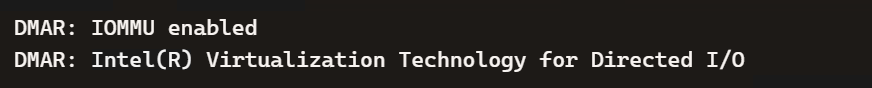 DMAR: IOMMU enabled
DMAR: Intel(R) Virtualization Technology for Directed I/O